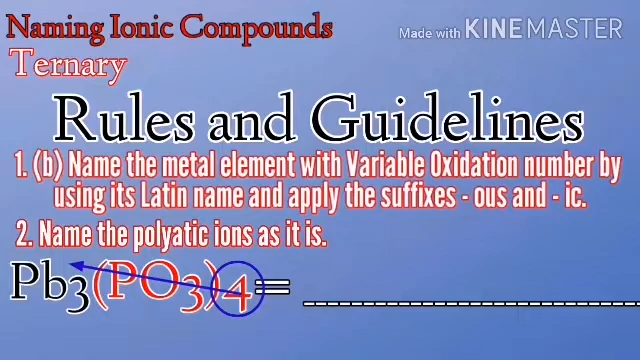 Naming Ionic Compounds
Made with KINEMASTER
Ternary
Rules and Guidelines
1. (b) Name the metal element with Variable Oxidation number by
using its Latin name and apply the suffixes - ous and - ic.
2. Name the polyatic ions as it is.
Pb3(PO3)4=